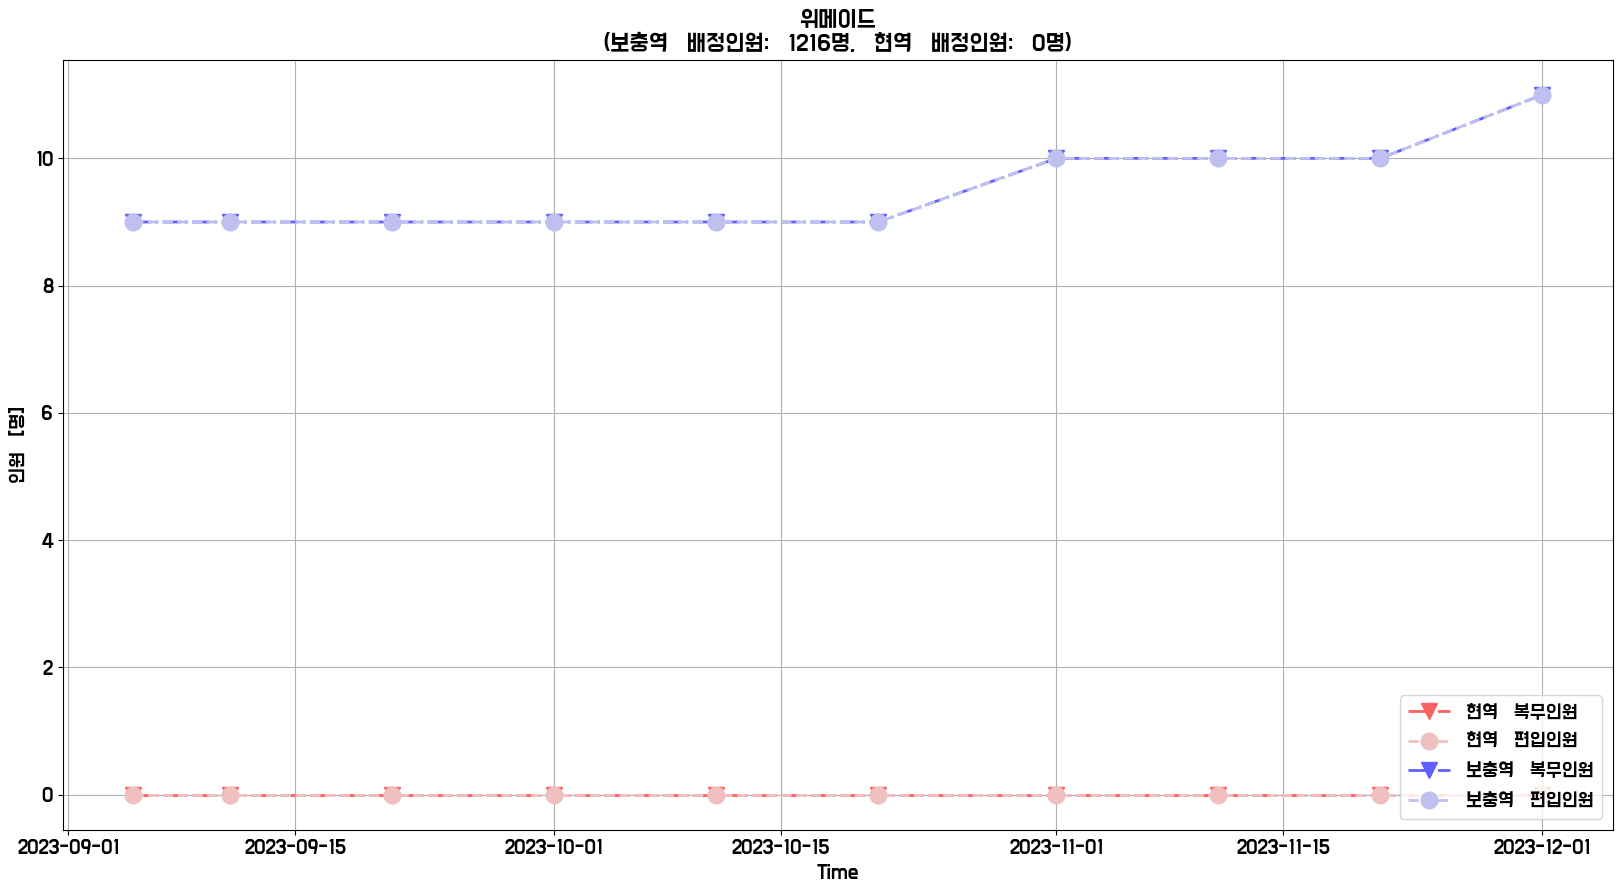 위메이드
(보충역 배정인원: 1216명, 현역 배정인원: 0명)
인원 [명]
10
8
6
4
2
0
현역 복무인원
현역 편입인원
보충역 복무인원
보충역 편입인원
2023-09-01 2023-09-15 2023-10-01 2023-10-15 2023-11-01 2023-11-15 2023-12-01
Time